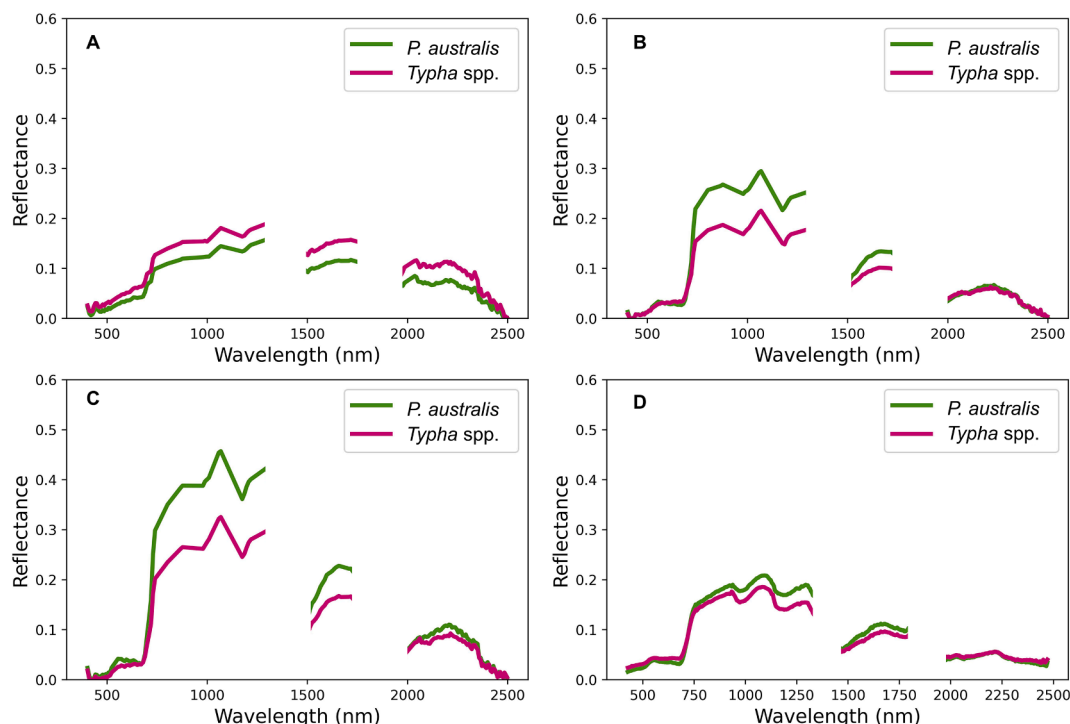 A
P. australis
Typha spp.
0.6
0.5
0.4
0.3
0.2
0.1
0.0
Reflectance
500
1000
1500
2000
2500
Wavelength (nm)
B
P. australis
Typha spp.
0.6
0.5
0.4
0.3
0.2
0.1
0.0
Reflectance
500
1000
1500
2000
2500
Wavelength (nm)
C
P. australis
Typha spp.
0.6
0.5
0.4
0.3
0.2
0.1
0.0
Reflectance
500
1000
1500
2000
2500
Wavelength (nm)
D
P. australis
Typha spp.
0.6
0.5
0.4
0.3
0.2
0.1
0.0
Reflectance
500
750
1000
1250
1500
1750
2000
2250
2500
Wavelength (nm)